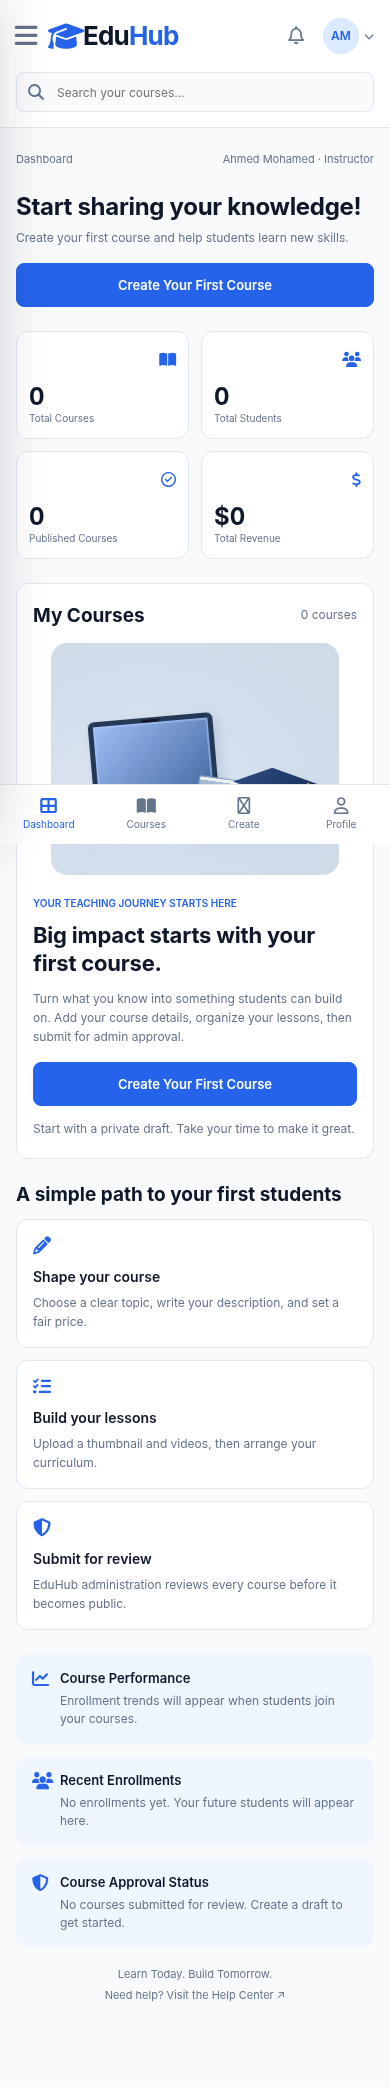 EduHub
AM
Search your courses...
Dashboard
Ahmed Mohamed · Instructor
Start sharing your knowledge!
Create your first course and help students learn new skills.
Create Your First Course
0
Total Courses
0
Total Students
0
Published Courses
$0
Total Revenue
My Courses
0 courses
Dashboard
Courses
Create
Profile
YOUR TEACHING JOURNEY STARTS HERE
Big impact starts with your
first course.
Turn what you know into something students can build
on. Add your course details, organize your lessons, then
submit for admin approval.
Create Your First Course
Start with a private draft. Take your time to make it great.
A simple path to your first students
Shape your course
Choose a clear topic, write your description, and set a
fair price.
Build your lessons
Upload a thumbnail and videos, then arrange your
curriculum.
Submit for review
EduHub administration reviews every course before it
becomes public.
Course Performance
Enrollment trends will appear when students join
your courses.
Recent Enrollments
No enrollments yet. Your future students will appear
here.
Course Approval Status
No courses submitted for review. Create a draft to
get started.
Learn Today. Build Tomorrow.
Need help? Visit the Help Center ↗